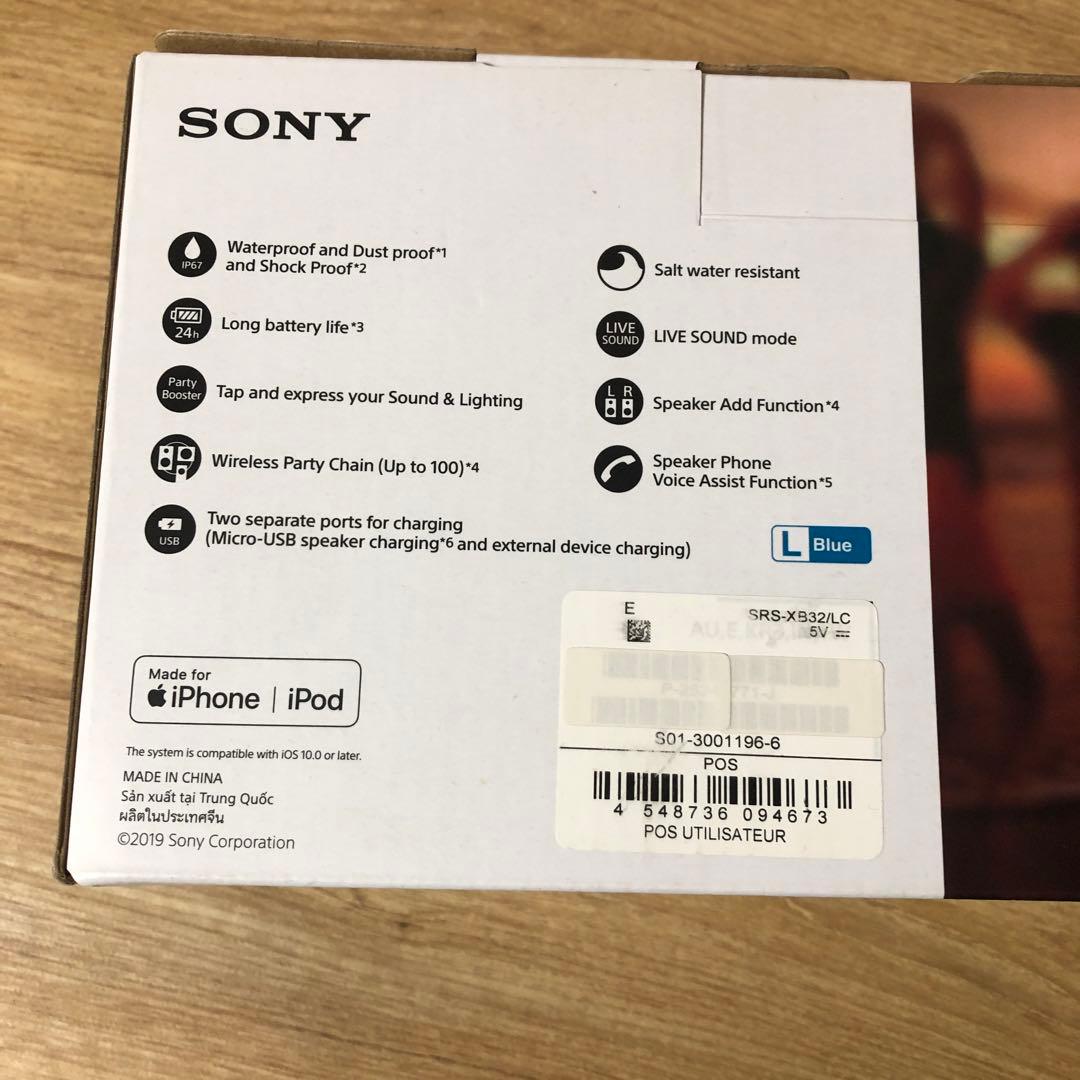 SONY
IP67
Waterproof and Dust proof*1
and Shock Proof*2
24h
Long battery life*3
Party
Booster
Tap and express your Sound & Lighting
Wireless Party Chain (Up to 100)*4
USB
Two separate ports for charging
(Micro-USB speaker charging*6 and external device charging)
Salt water resistant
LIVE
SOUND
LIVE SOUND mode
L R
Speaker Add Function*4
Speaker Phone
Voice Assist Function*5
L Blue
E
SRS-XB32/LC
5V ⎓
S01-3001196-6
POS
4 548736 094673
POS UTILISATEUR
Made for
iPhone | iPod
The system is compatible with iOS 10.0 or later.
MADE IN CHINA
Sản xuất tại Trung Quốc
ผลิตในประเทศจีน
©2019 Sony Corporation